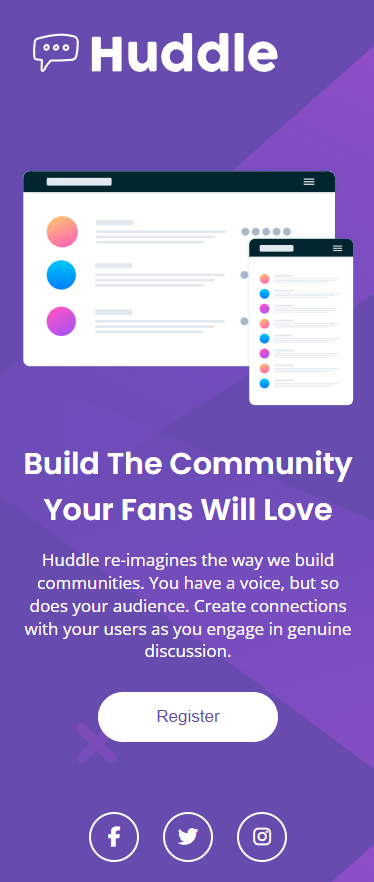 Huddle
Build The Community
Your Fans Will Love
Huddle re-imagines the way we build
communities. You have a voice, but so
does your audience. Create connections
with your users as you engage in genuine
discussion.
Register